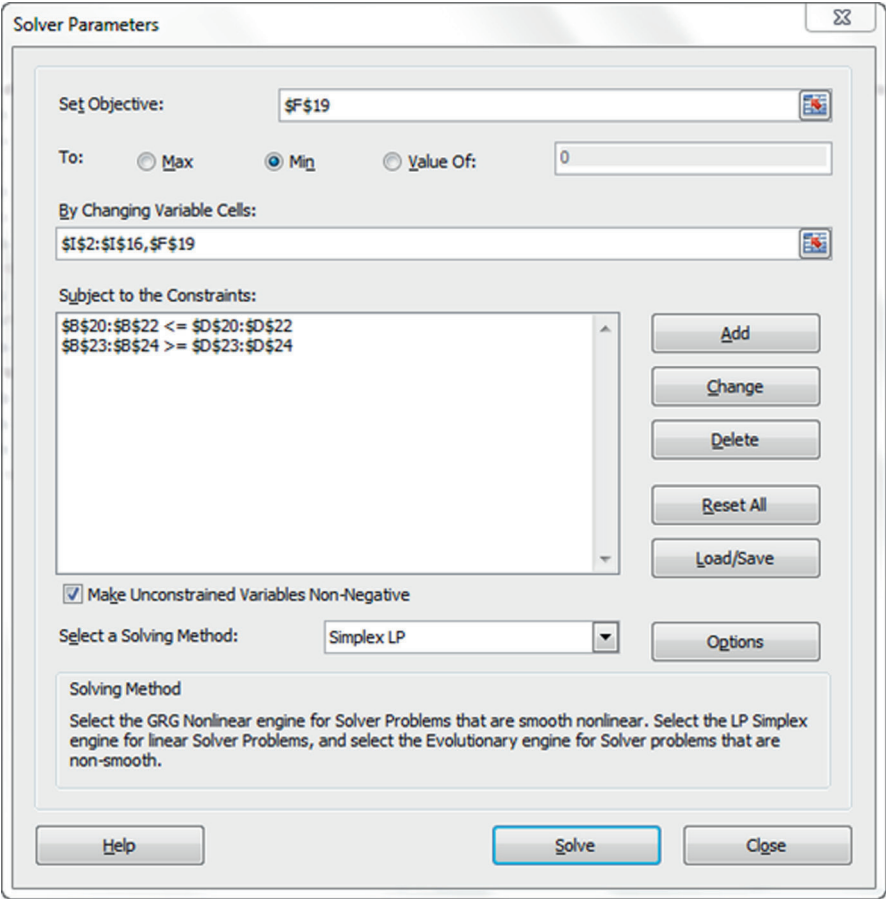 Solver Parameters
Set Objective:
$F$19
To:
Max
Min
Value Of:
0
By Changing Variable Cells:
$I$2:$I$16,$F$19
Subject to the Constraints:
$B$20:$B$22 <= $D$20:$D$22
$B$23:$B$24 >= $D$23:$D$24
Add
Change
Delete
Reset All
Load/Save
Make Unconstrained Variables Non-Negative
Select a Solving Method:
Simplex LP
Options
Solving Method
Select the GRG Nonlinear engine for Solver Problems that are smooth nonlinear. Select the LP Simplex
engine for linear Solver Problems, and select the Evolutionary engine for Solver problems that are
non-smooth.
Help
Solve
Close